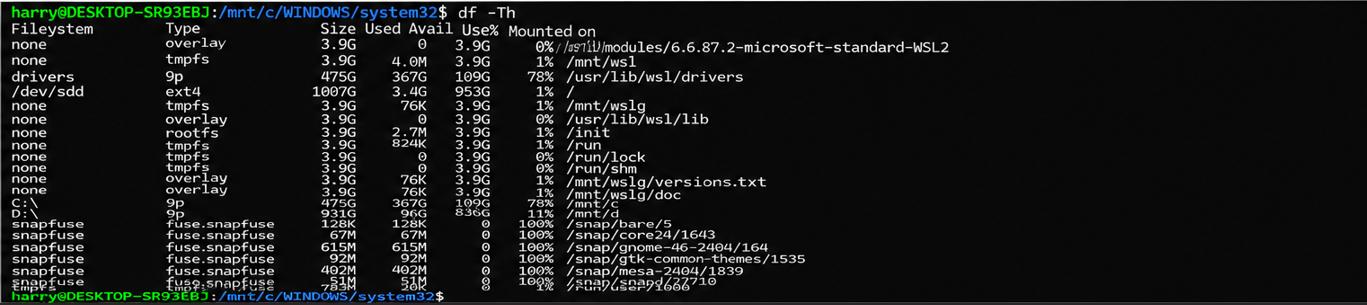 harry@DESKTOP-SR93EBJ:/mnt/c/WINDOWS/system32$ df -Th
Filesystem Type Size Used Avail Use% Mounted on
none overlay 3.9G 0 3.9G 0% /modules/6.6.87.2-microsoft-standard-WSL2
none tmpfs 3.9G 4.0M 3.9G 1% /mnt/wsl
drivers 9p 475G 367G 109G 78% /usr/lib/wsl/drivers
/dev/sdd ext4 1007G 3.4G 953G 1% /
none tmpfs 3.9G 76K 3.9G 1% /mnt/wslg
none overlay 3.9G 0 3.9G 0% /usr/lib/wsl/lib
none rootfs 3.9G 2.7M 3.9G 1% /init
none tmpfs 3.9G 824K 3.9G 1% /run
none tmpfs 3.9G 0 3.9G 0% /run/lock
none tmpfs 3.9G 0 3.9G 0% /run/shm
none overlay 3.9G 76K 3.9G 1% /mnt/wslg/versions.txt
none overlay 3.9G 76K 3.9G 1% /mnt/wslg/doc
C:\ 9p 475G 367G 109G 78% /mnt/c
D:\ 9p 931G 96G 836G 11% /mnt/d
snapfuse fuse.snapfuse 128K 128K 0 100% /snap/bare/5
snapfuse fuse.snapfuse 67M 67M 0 100% /snap/core24/1643
snapfuse fuse.snapfuse 615M 615M 0 100% /snap/gnome-46-2404/164
snapfuse fuse.snapfuse 92M 92M 0 100% /snap/gtk-common-themes/1535
snapfuse fuse.snapfuse 402M 402M 0 100% /snap/mesa-2404/1839
snapfuse fuse.snapfuse 51M 51M 0 100% /snap/snapd/27710
tmpfs tmpfs 783M 20K 1% /run/user/1000
harry@DESKTOP-SR93EBJ:/mnt/c/WINDOWS/system32$